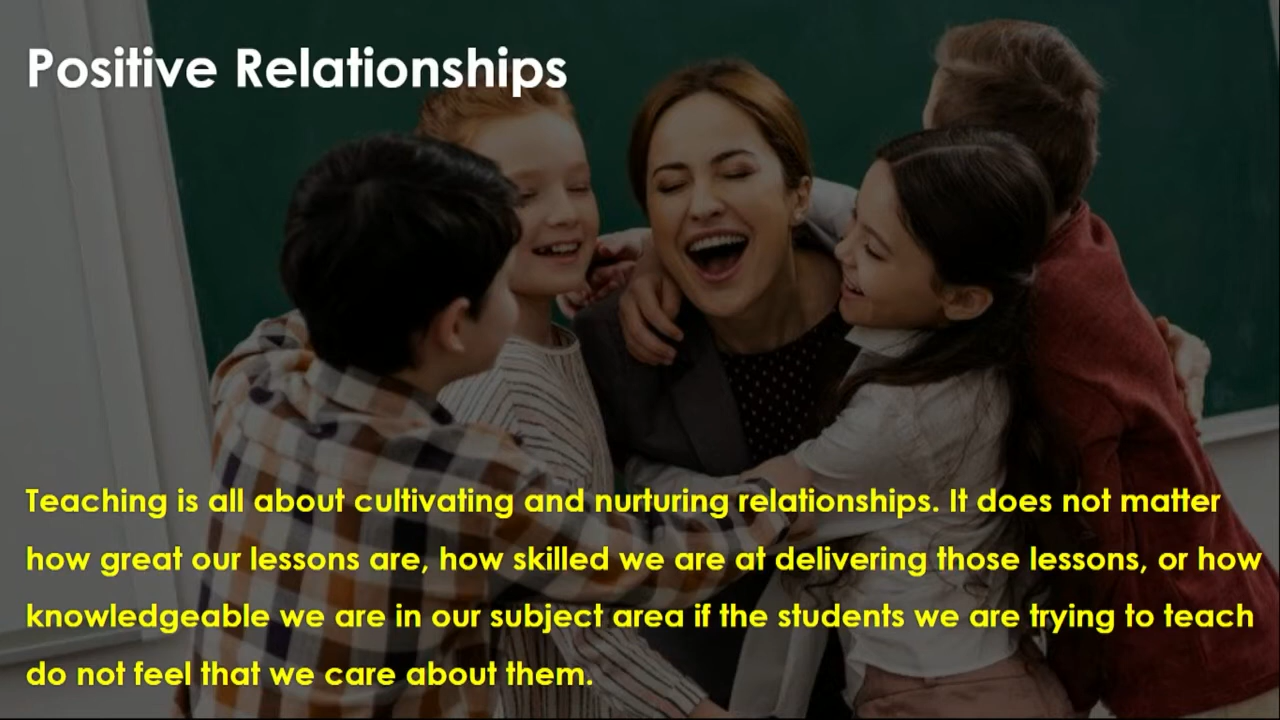 Positive Relationships
Teaching is all about cultivating and nurturing relationships. It does not matter
how great our lessons are, how skilled we are at delivering those lessons, or how
knowledgeable we are in our subject area if the students we are trying to teach
do not feel that we care about them.